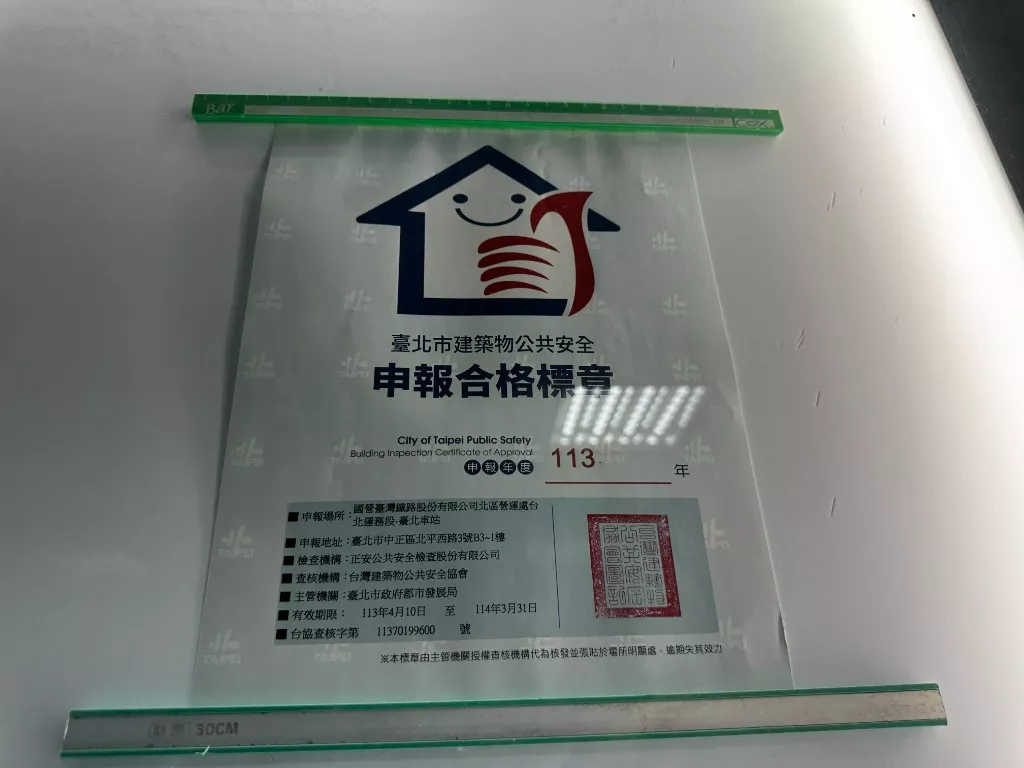 Bar
COX
臺北市建築物公共安全
申報合格標章
City of Taipei Public Safety
Building Inspection Certificate of Approval
申報年度 113 年
■ 申報場所：國營臺灣鐵路股份有限公司北區營運處台
北運務段-臺北車站
■ 申報地址：臺北市中正區北平西路3號B3~1樓
■ 檢查機構：正安公共安全檢查股份有限公司
■ 查核機構：台灣建築物公共安全協會
■ 主管機關：臺北市政府都市發展局
■ 有效期限： 113年4月10日 至 114年3月31日
■ 台協查核字第 11370199600 號
※本標章由主管機關授權查核機構代為核發並張貼於場所明顯處，逾期失其效力
30CM